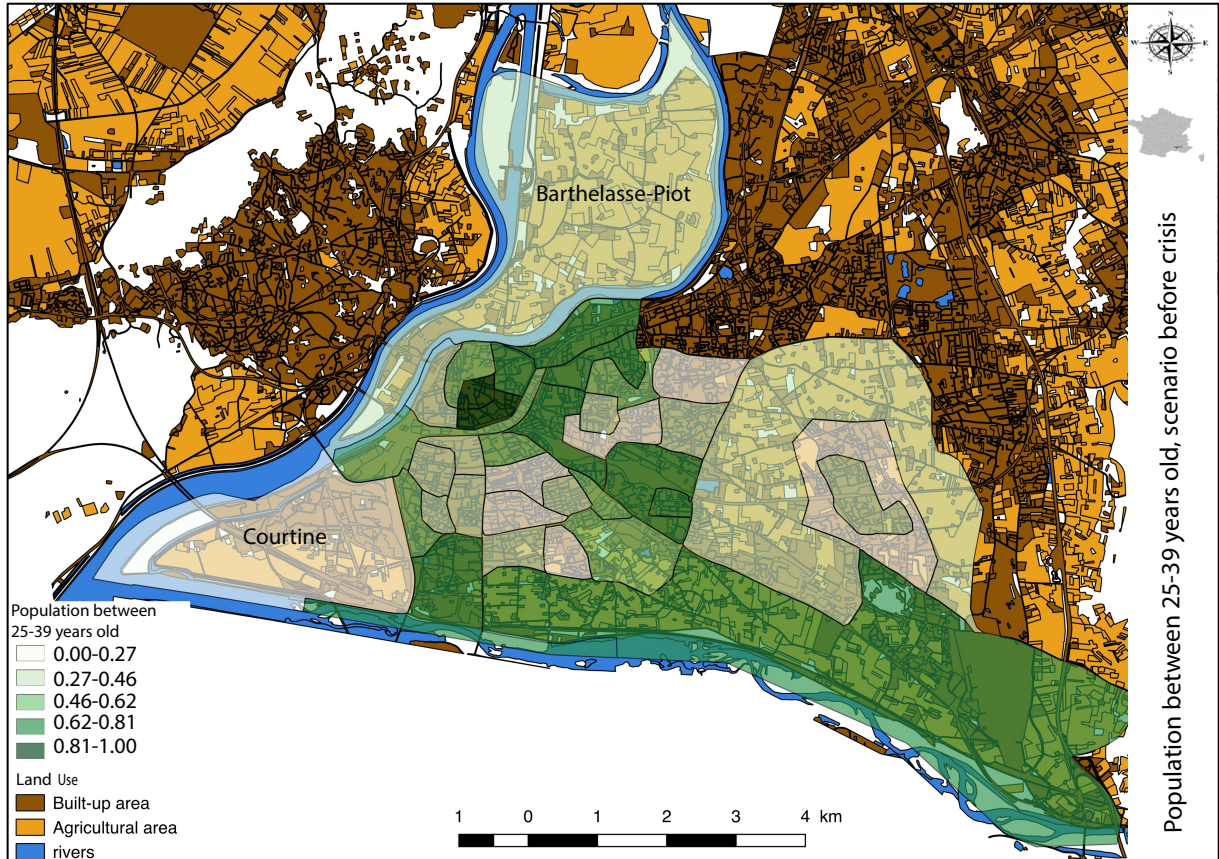 N
W
E
S
Barthelasse-Piot
Courtine
Population between 25-39 years old, scenario before crisis
Population between
25-39 years old
0.00-0.27
0.27-0.46
0.46-0.62
0.62-0.81
0.81-1.00
Land Use
Built-up area
Agricultural area
rivers
1 0 1 2 3 4 km